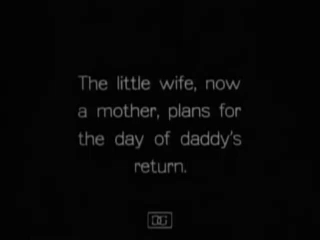 The little wife, now
a mother, plans for
the day of daddy's
return.